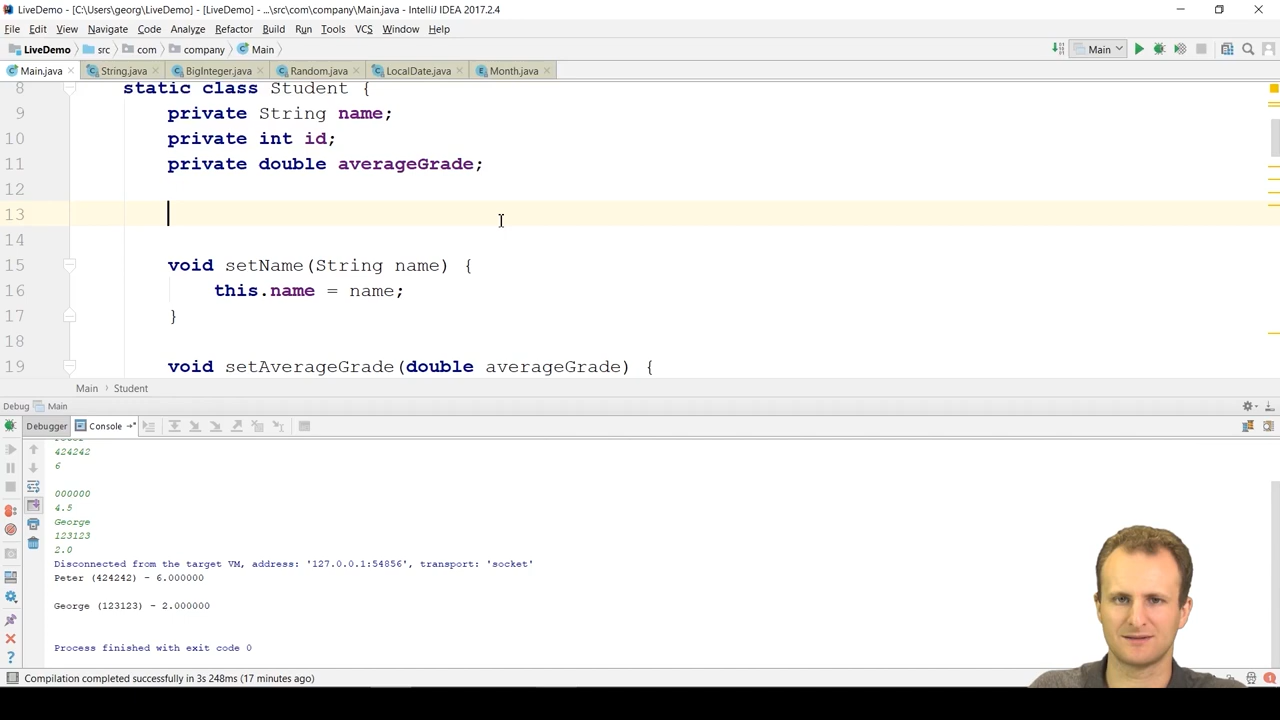 LiveDemo - [C:\Users\georg\LiveDemo] - [LiveDemo] - ...\src\com\company\Main.java - IntelliJ IDEA 2017.2.4
File Edit View Navigate Code Analyze Refactor Build Run Tools VCS Window Help
LiveDemo src com company Main Main
Main.java String.java BigInteger.java Random.java LocalDate.java Month.java
8 static class Student {
9 private String name;
10 private int id;
11 private double averageGrade;
12
13
14
15 void setName(String name) {
16 this.name = name;
17 }
18
19 void setAverageGrade(double averageGrade) {
Main Student
Debug Main
Debugger Console
424242
6
000000
4.5
George
123123
2.0
Disconnected from the target VM, address: '127.0.0.1:54856', transport: 'socket'
Peter (424242) - 6.000000
George (123123) - 2.000000
Process finished with exit code 0
Compilation completed successfully in 3s 248ms (17 minutes ago)